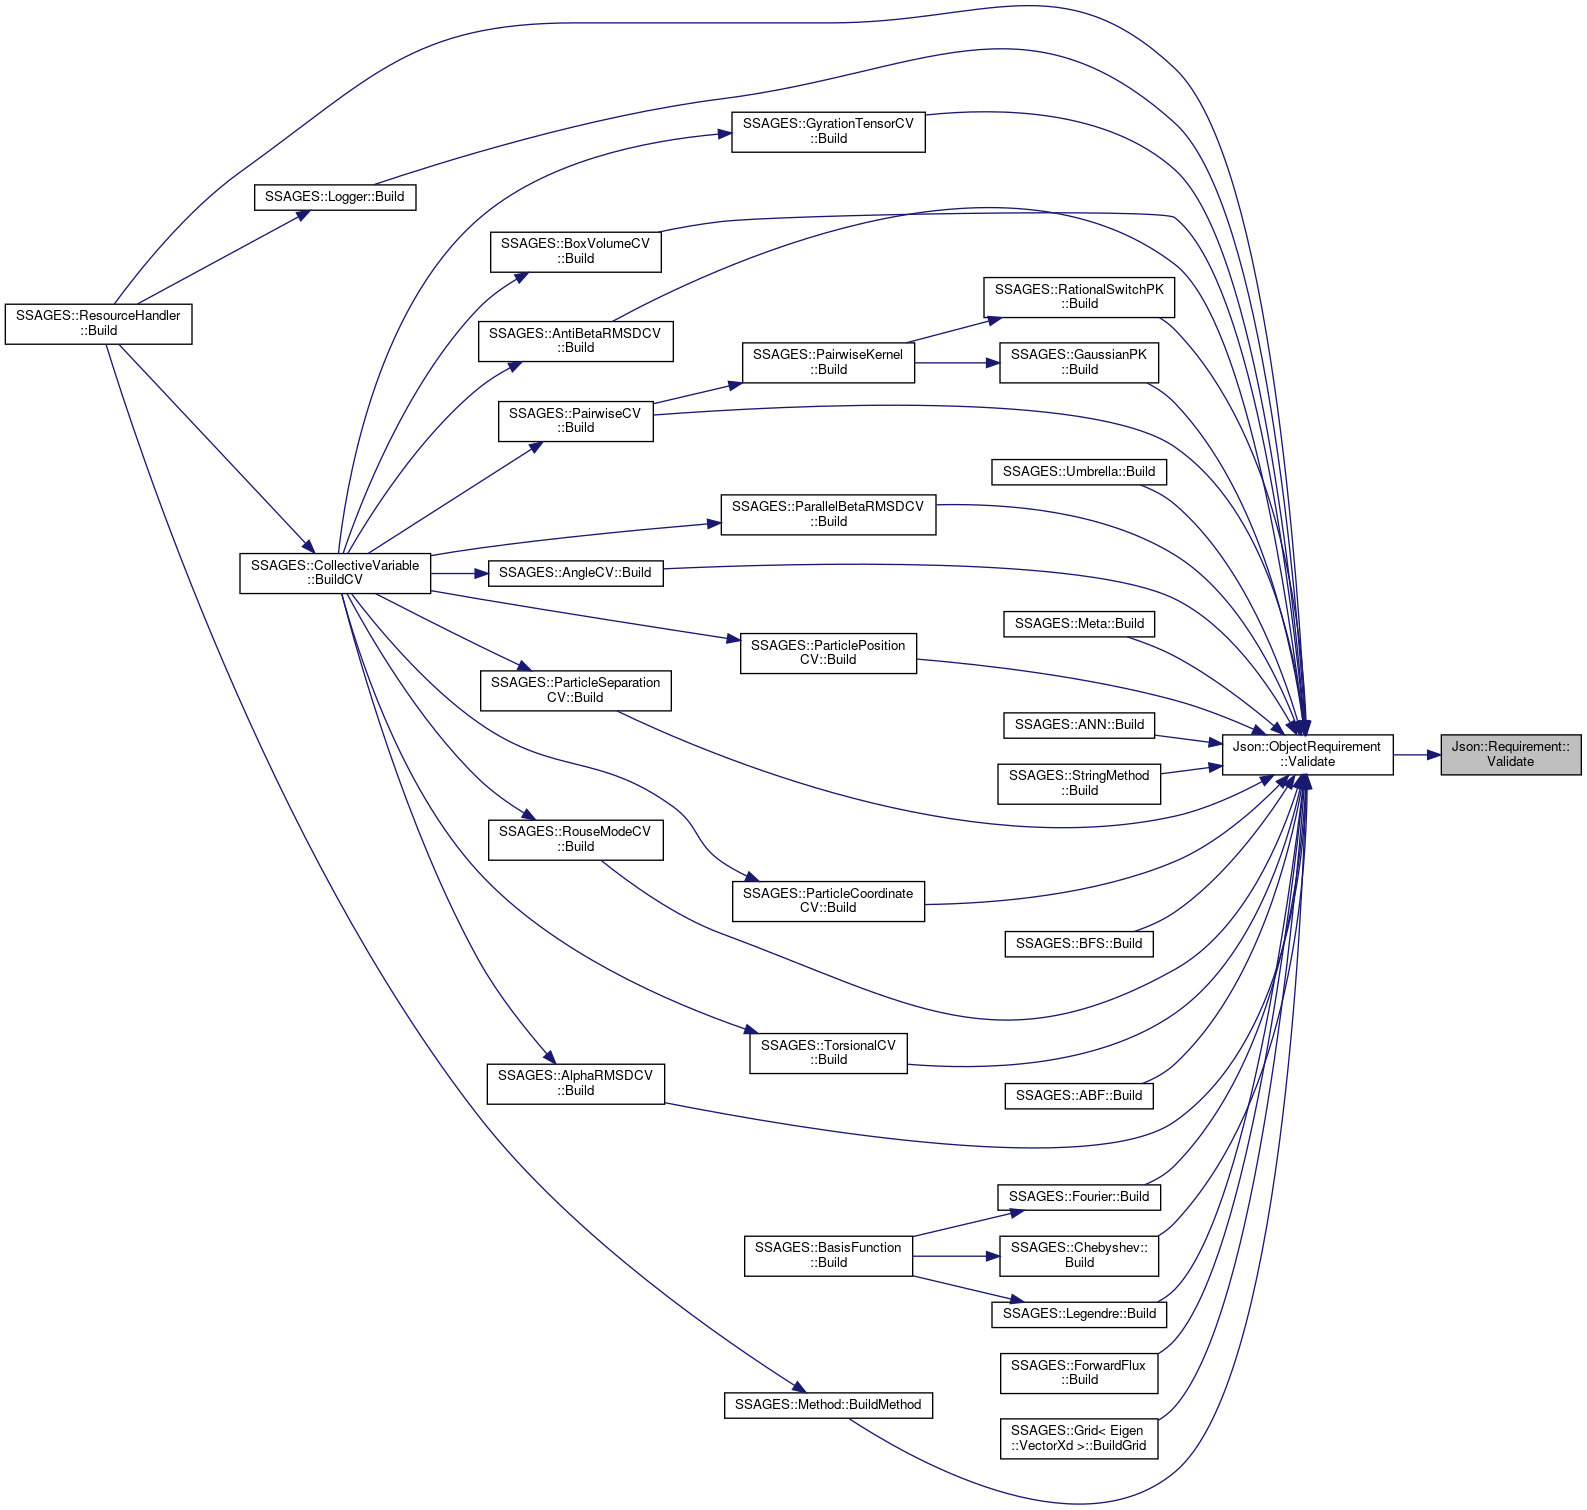 SSAGES::GyrationTensorCV
::Build
SSAGES::Logger::Build
SSAGES::BoxVolumeCV
::Build
SSAGES::RationalSwitchPK
::Build
SSAGES::ResourceHandler
::Build
SSAGES::AntiBetaRMSDCV
::Build
SSAGES::PairwiseKernel
::Build
SSAGES::GaussianPK
::Build
SSAGES::PairwiseCV
::Build
SSAGES::Umbrella::Build
SSAGES::ParallelBetaRMSDCV
::Build
SSAGES::CollectiveVariable
::BuildCV
SSAGES::AngleCV::Build
SSAGES::Meta::Build
SSAGES::ParticlePosition
CV::Build
SSAGES::ParticleSeparation
CV::Build
SSAGES::ANN::Build
Json::ObjectRequirement
::Validate
Json::Requirement::
Validate
SSAGES::StringMethod
::Build
SSAGES::RouseModeCV
::Build
SSAGES::ParticleCoordinate
CV::Build
SSAGES::BFS::Build
SSAGES::TorsionalCV
::Build
SSAGES::AlphaRMSDCV
::Build
SSAGES::ABF::Build
SSAGES::Fourier::Build
SSAGES::BasisFunction
::Build
SSAGES::Chebyshev::
Build
SSAGES::Legendre::Build
SSAGES::ForwardFlux
::Build
SSAGES::Method::BuildMethod
SSAGES::Grid< Eigen
::VectorXd >::BuildGrid